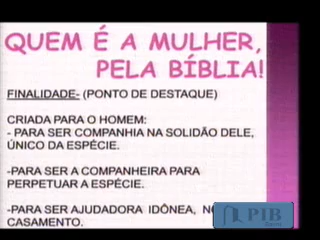 QUEM É A MULHER,
PELA BÍBLIA!
FINALIDADE- (PONTO DE DESTAQUE)
CRIADA PARA O HOMEM:
- PARA SER COMPANHIA NA SOLIDÃO DELE,
ÚNICO DA ESPÉCIE.
-PARA SER A COMPANHEIRA PARA
PERPETUAR A ESPÉCIE.
-PARA SER AJUDADORA IDÔNEA, NO
CASAMENTO.
PIB